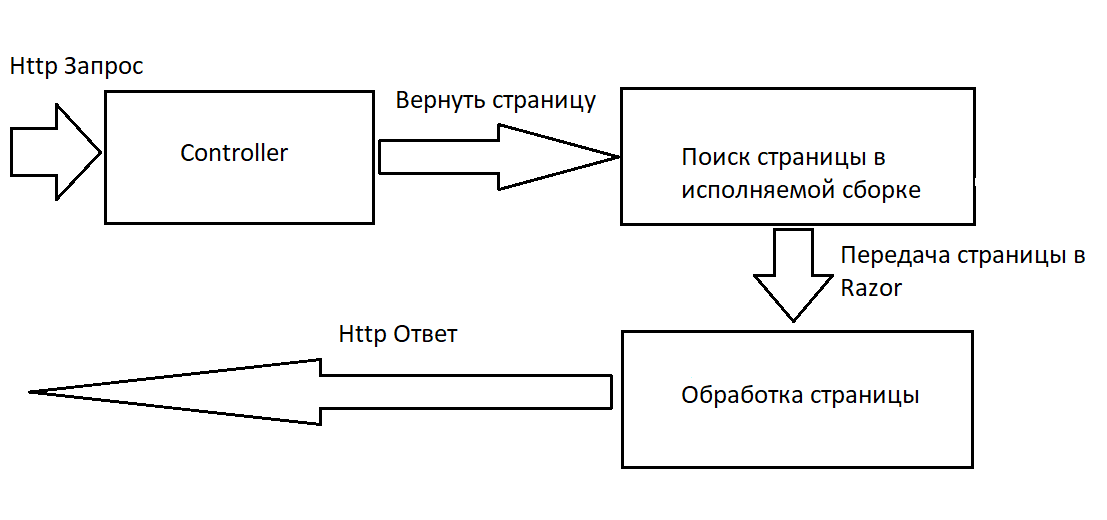 Http Запрос
Controller
Вернуть страницу
Поиск страницы в
исполняемой сборке
Передача страницы в
Razor
Обработка страницы
Http Ответ